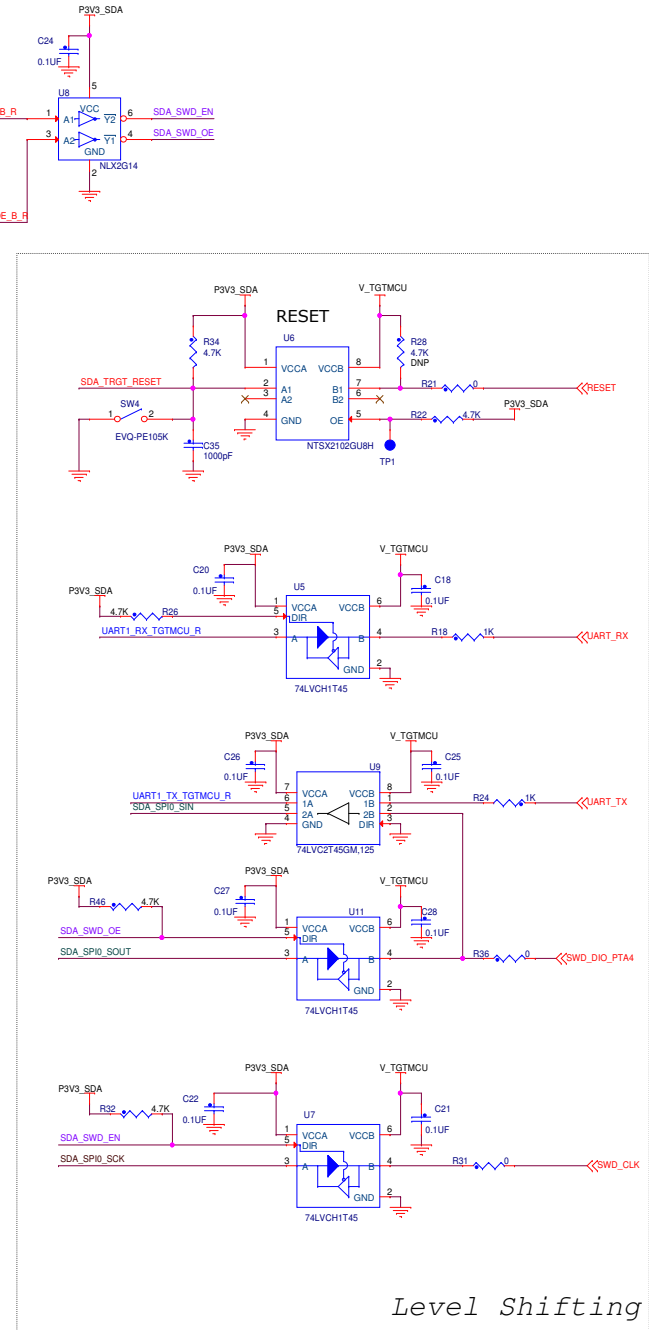 P3V3_SDA
C24
0.1UF
5
U8
B_R
1
A1
VCC
Y2
6
SDA_SWD_EN
3
A2
Y1
4
SDA_SWD_OE
GND
NLX2G14
2
E_B_R
P3V3_SDA
V_TGTMCU
RESET
R34
4.7K
U6
R28
4.7K
DNP
1
VCCA
VCCB
8
SDA_TRGT_RESET
2
A1
B1
7
R21
0
RESET
3
A2
B2
6
SW4
1
2
4
GND
OE
5
R22
4.7K
P3V3_SDA
EVQ-PE105K
C35
1000pF
NTSX2102GU8H
TP1
P3V3_SDA
V_TGTMCU
C20
0.1UF
U5
C18
0.1UF
P3V3_SDA
4.7K
R26
1
VCCA
VCCB
6
5
DIR
UART1_RX_TGTMCU_R
3
A
B
4
R18
1K
UART_RX
GND
2
74LVCH1T45
P3V3_SDA
V_TGTMCU
C26
0.1UF
U9
C25
0.1UF
7
VCCA
VCCB
8
UART1_TX_TGTMCU_R
6
1A
1B
1
R24
1K
UART_TX
SDA_SPI0_SIN
5
2A
2B
2
4
GND
DIR
3
74LVC2T45GM,125
P3V3_SDA
V_TGTMCU
P3V3_SDA
R46
4.7K
C27
0.1UF
U11
C28
0.1UF
1
VCCA
VCCB
6
SDA_SWD_OE
5
DIR
SDA_SPI0_SOUT
3
A
B
4
R36
0
SWD_DIO_PTA4
GND
2
74LVCH1T45
P3V3_SDA
V_TGTMCU
P3V3_SDA
R32
4.7K
C22
0.1UF
U7
C21
0.1UF
1
VCCA
VCCB
6
SDA_SWD_EN
5
DIR
SDA_SPI0_SCK
3
A
B
4
R31
0
SWD_CLK
GND
2
74LVCH1T45
Level Shifting